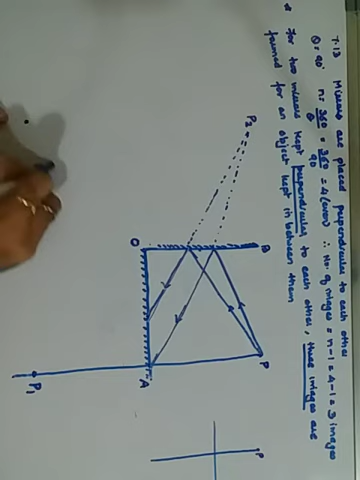 7.13 Mirrors are placed perpendicular to each other
θ = 90° n = 360/θ = 360/90 = 4 (even) ∴ No. of images = n-1 = 4-1 = 3 images
* For two mirrors kept perpendicular to each other, three images are
formed for an object kept in between them
P2
O
B
P
A
P1
P